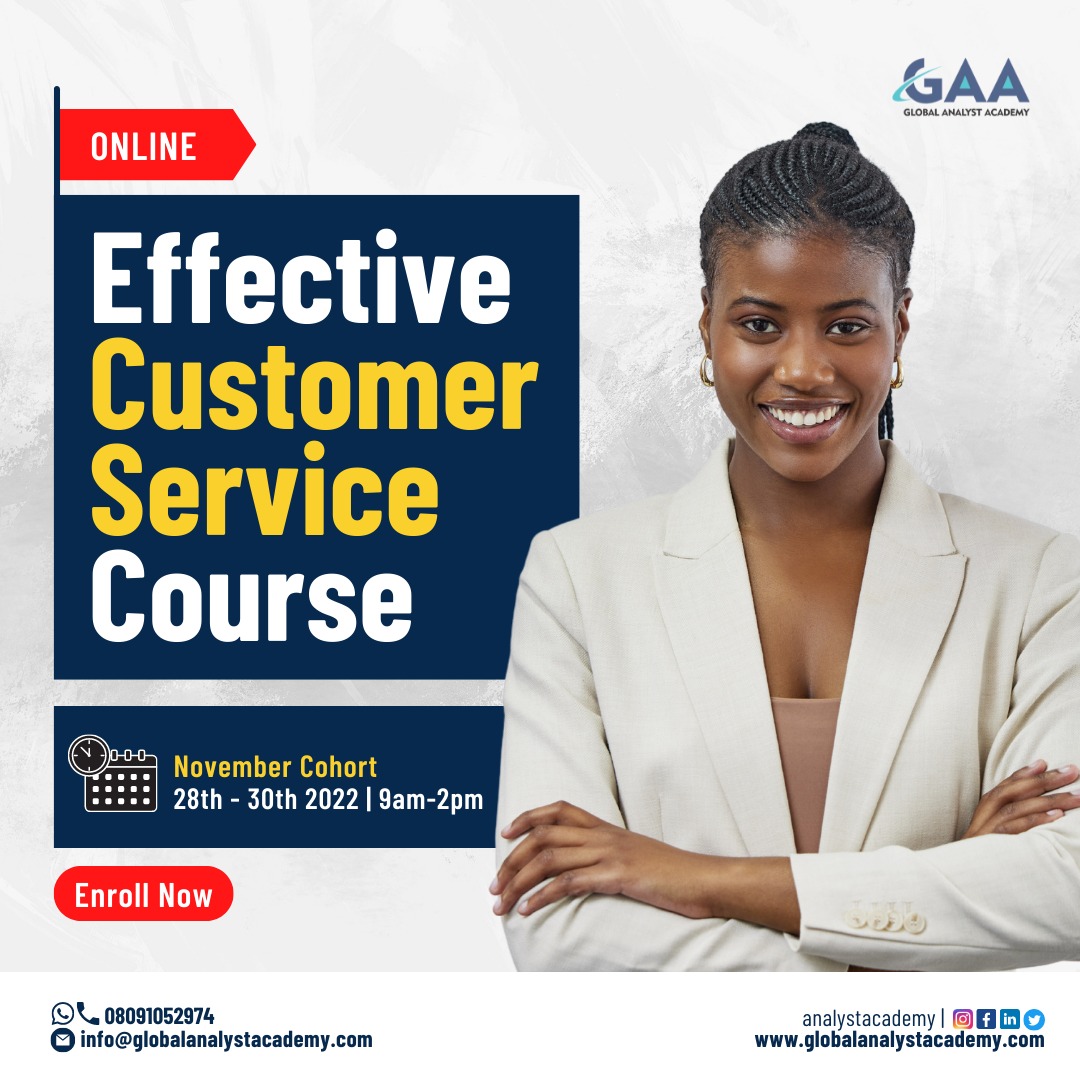 GAA
GLOBAL ANALYST ACADEMY
ONLINE
Effective
Customer
Service
Course
November Cohort
28th - 30th 2022 | 9am-2pm
Enroll Now
08091052974
info@globalanalystacademy.com
analystacademy |
www.globalanalystacademy.com